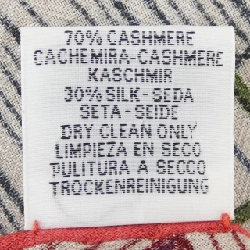 70% CASHMERE
CACHEMIRA-CASHMERE
KASCHMIR
30% SILK-SEDA
SETA-SEIDE
DRY CLEAN ONLY
LIMPIEZA EN SECO
PULITURA A SECCO
TROCKENREINIGUNG